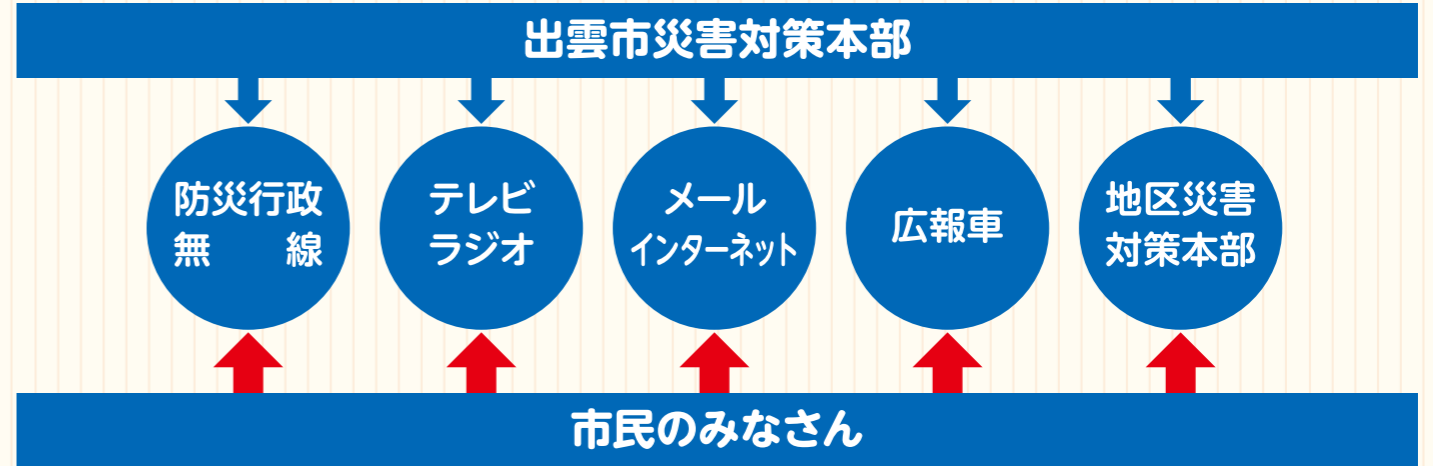 出雲市災害対策本部
防災行政
無　線
テレビ
ラジオ
メール
インターネット
広報車
地区災害
対策本部
市民のみなさん